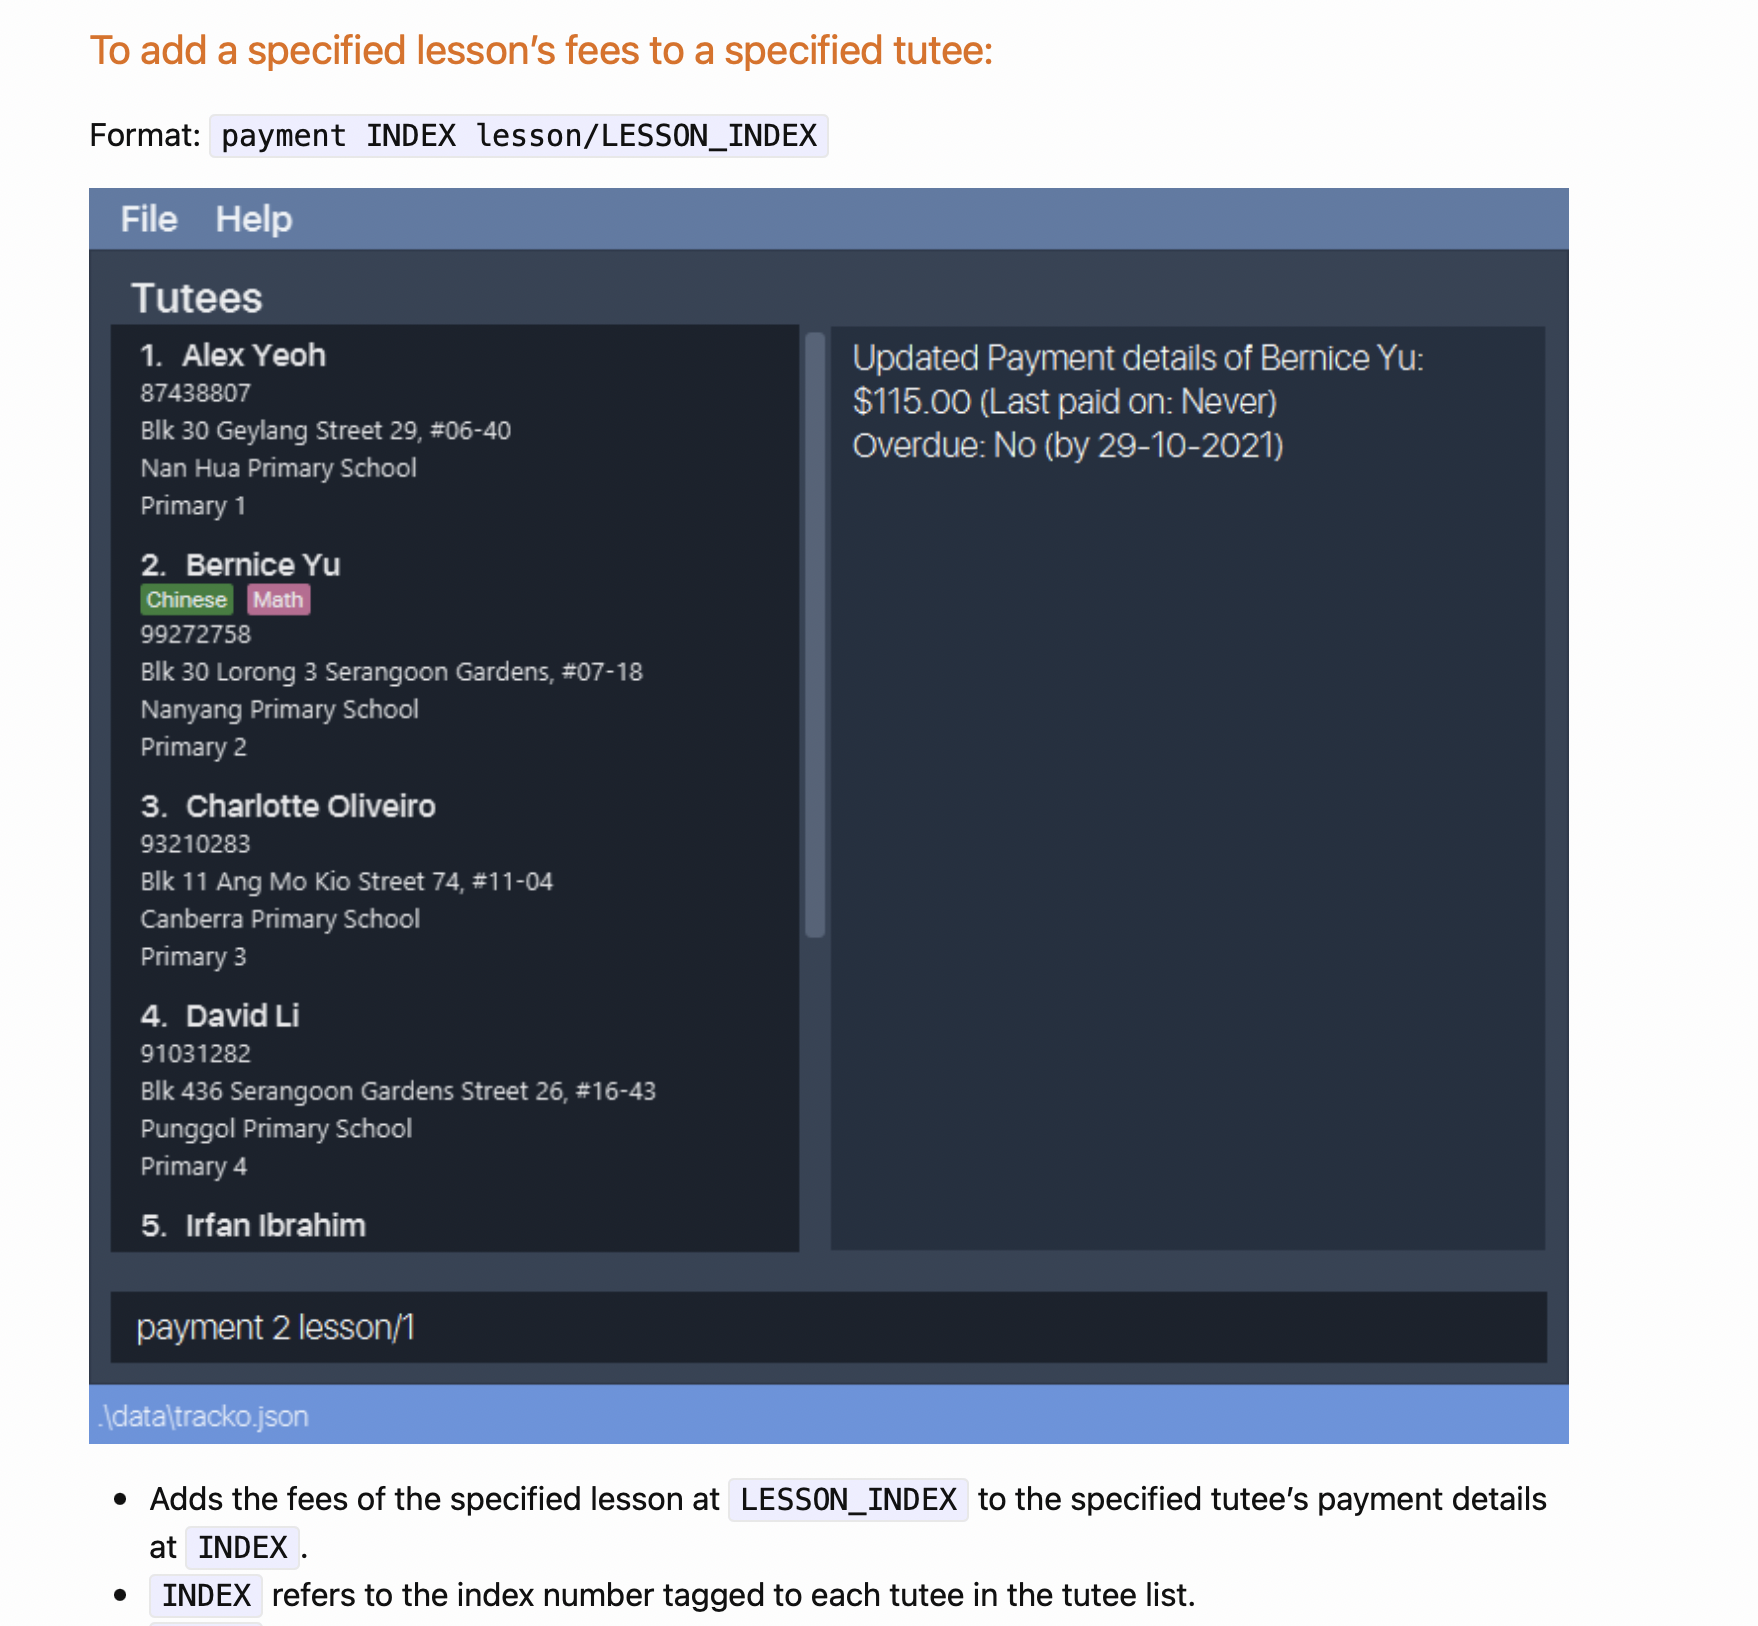 To add a specified lesson’s fees to a specified tutee:
Format: payment INDEX lesson/LESSON_INDEX
File Help
Tutees
1. Alex Yeoh
87438807
Blk 30 Geylang Street 29, #06-40
Nan Hua Primary School
Primary 1
2. Bernice Yu
Chinese Math
99272758
Blk 30 Lorong 3 Serangoon Gardens, #07-18
Nanyang Primary School
Primary 2
3. Charlotte Oliveiro
93210283
Blk 11 Ang Mo Kio Street 74, #11-04
Canberra Primary School
Primary 3
4. David Li
91031282
Blk 436 Serangoon Gardens Street 26, #16-43
Punggol Primary School
Primary 4
5. Irfan Ibrahim
Updated Payment details of Bernice Yu:
$115.00 (Last paid on: Never)
Overdue: No (by 29-10-2021)
payment 2 lesson/1
.\data\tracko.json
• Adds the fees of the specified lesson at LESSON_INDEX to the specified tutee’s payment details
at INDEX.
• INDEX refers to the index number tagged to each tutee in the tutee list.